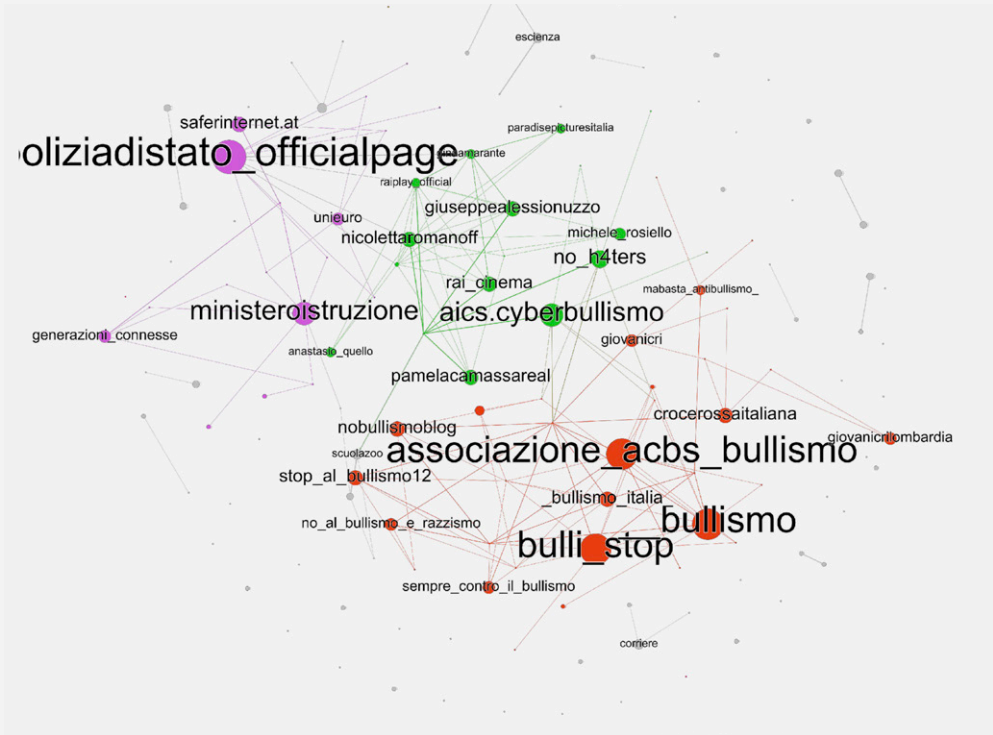 escienza
saferinternet.at
paradisepicturesitalia
oliziadistato_officialpage
raiplay_official
giuseppealessionuzzo
unieuro
michele_rosiello
nicolettaromanoff
no_h4ters
rai_cinema
mabasta_antibullismo_
ministeroistruzione
aics.cyberbullismo
generazioni_connesse
giovanicri
anastasio_quello
pamelacamassareal
crocerossaitaliana
nobullismoblog
giovanicrilombardia
associazione_acbs_bullismo
scuolazoo
stop_al_bullismo12
_bullismo_italia
no_al_bullismo_e_razzismo
_bullismo
bulli_stop
sempre_contro_il_bullismo
corriere